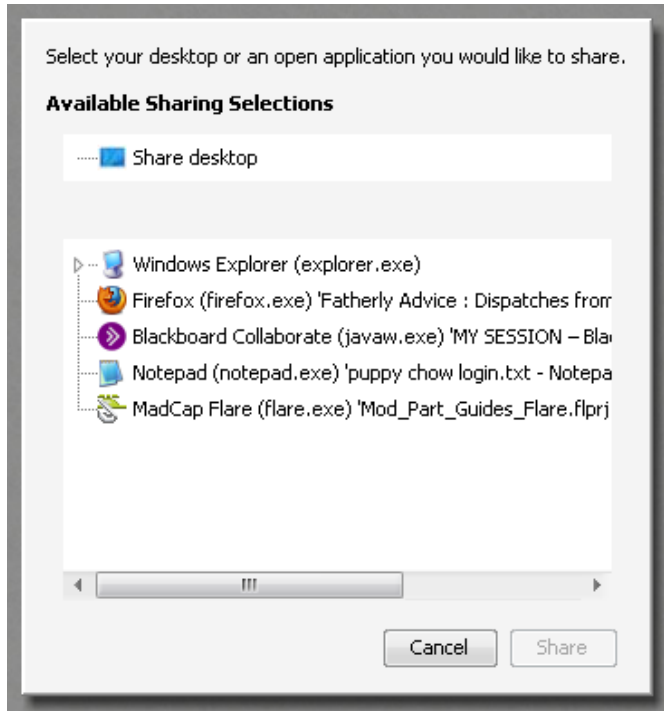 Select your desktop or an open application you would like to share.
Available Sharing Selections
Share desktop
Windows Explorer (explorer.exe)
Firefox (firefox.exe) 'Fatherly Advice : Dispatches from
Blackboard Collaborate (javaw.exe) 'MY SESSION – Bla
Notepad (notepad.exe) 'puppy chow login.txt - Notepa
MadCap Flare (flare.exe) 'Mod_Part_Guides_Flare.flprj
Cancel Share